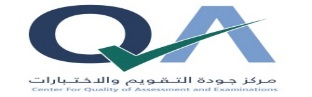 QA
مركز جودة التقويم والاختبارات
Center For Quality of Assessment and Examinations